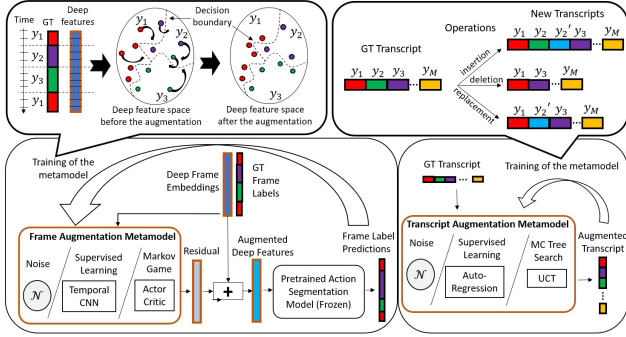 Time GT Deep
features
y1
y2
y3
y1
y1
y2
y3
Decision
boundary
y1
y2
y3
Deep feature space
before the augmentation
Deep feature space
after the augmentation
New Transcripts
Operations
GT Transcript
y1 y2 y3 yM
insertion
deletion
replacement
y1 y2 y2' y3 yM
y1 y3 yM
y1 y2' y3 yM
Training of the
metamodel
Deep Frame
Embeddings
GT
Frame
Labels
Frame Augmentation Metamodel
Noise
N
Supervised
Learning
Temporal
CNN
Markov
Game
Actor
Critic
Residual
+
Augmented
Deep Features
Pretrained Action
Segmentation
Model (Frozen)
Frame Label
Predictions
GT Transcript
Training of the metamodel
Transcript Augmentation Metamodel
Noise
N
Supervised
Learning
Auto-
Regression
MC Tree
Search
UCT
Augmented
Transcript